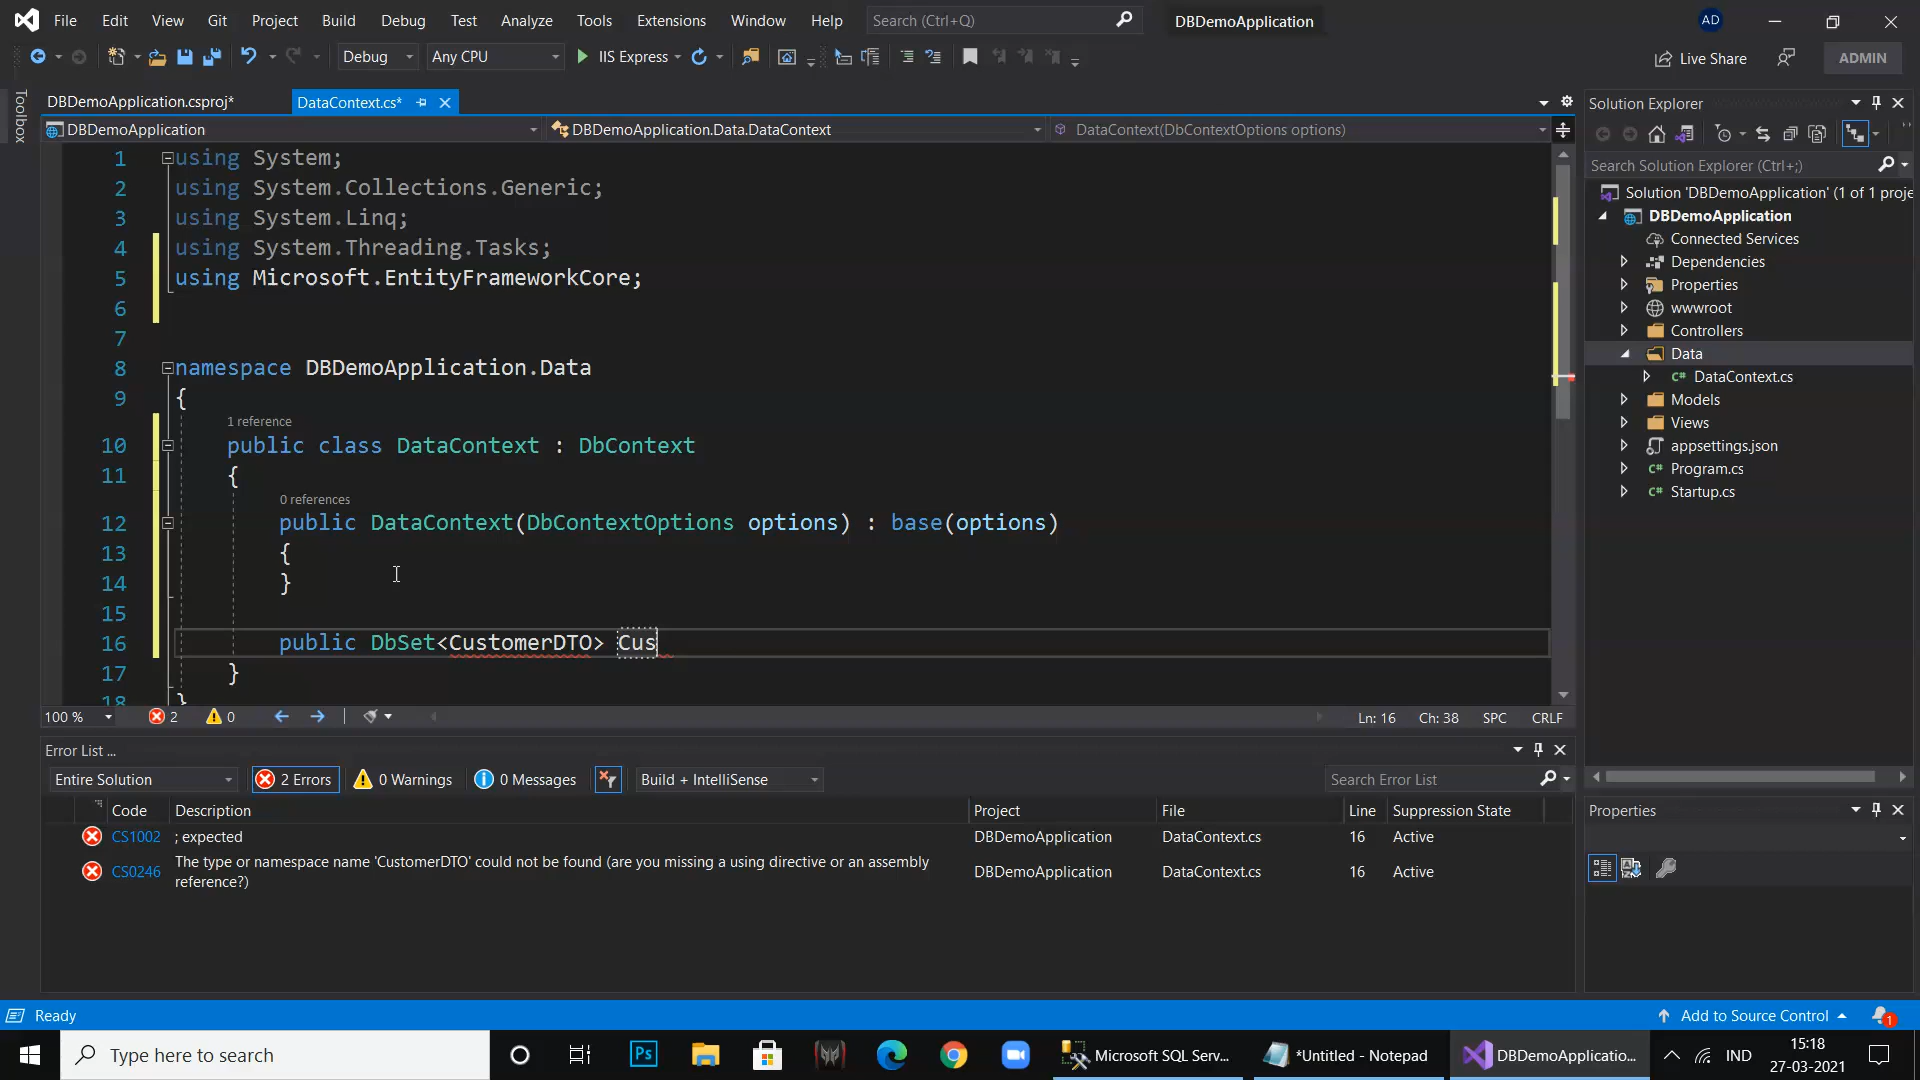 File Edit View Git Project Build Debug Test Analyze Tools Extensions Window Help Search (Ctrl+Q) DBDemoApplication AD
Debug Any CPU IIS Express Live Share ADMIN
Toolbox
DBDemoApplication.csproj* DataContext.cs*
DBDemoApplication DBDemoApplication.Data.DataContext DataContext(DbContextOptions options)
1 using System;
2 using System.Collections.Generic;
3 using System.Linq;
4 using System.Threading.Tasks;
5 using Microsoft.EntityFrameworkCore;
6
7
8 namespace DBDemoApplication.Data
9 {
1 reference
10 public class DataContext : DbContext
11 {
0 references
12 public DataContext(DbContextOptions options) : base(options)
13 {
14 }
15
16 public DbSet<CustomerDTO> Cus
17 }
18 }
100 % 2 0 Ln: 16 Ch: 38 SPC CRLF
Error List ...
Entire Solution 2 Errors 0 Warnings 0 Messages Build + IntelliSense Search Error List
Code Description Project File Line Suppression State
CS1002 ; expected DBDemoApplication DataContext.cs 16 Active
CS0246 The type or namespace name 'CustomerDTO' could not be found (are you missing a using directive or an assembly
reference?) DBDemoApplication DataContext.cs 16 Active
Solution Explorer
Search Solution Explorer (Ctrl+;)
Solution 'DBDemoApplication' (1 of 1 proje
DBDemoApplication
Connected Services
Dependencies
Properties
wwwroot
Controllers
Data
C# DataContext.cs
Models
Views
appsettings.json
C# Program.cs
C# Startup.cs
Properties
Ready Add to Source Control 1
Type here to search Ps Microsoft SQL Serv... *Untitled - Notepad DBDemoApplicatio... IND 15:18
27-03-2021